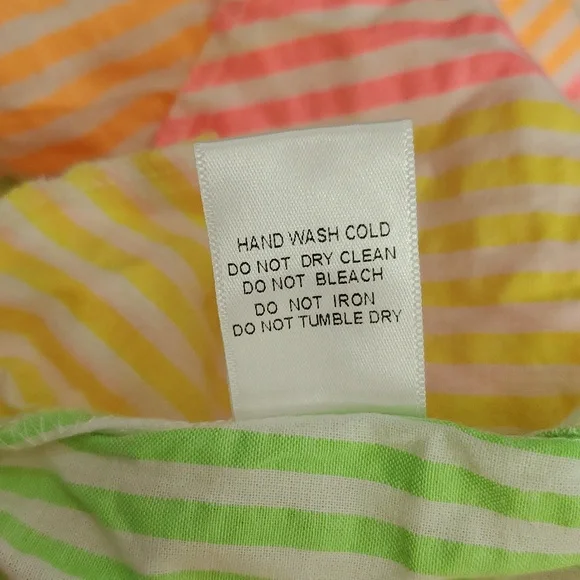 HAND WASH COLD
DO NOT DRY CLEAN
DO NOT BLEACH
DO NOT IRON
DO NOT TUMBLE DRY